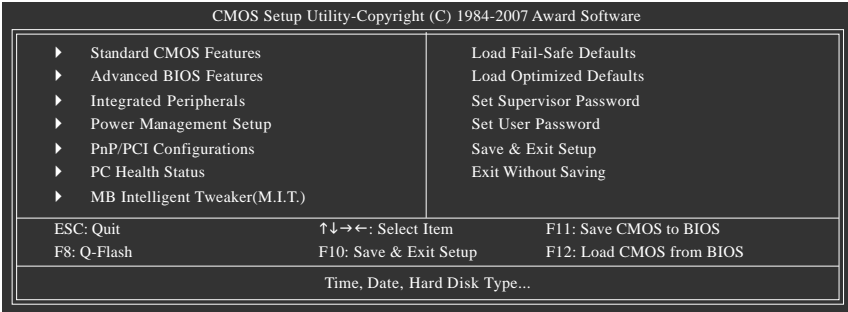 CMOS Setup Utility-Copyright (C) 1984-2007 Award Software
Standard CMOS Features
Advanced BIOS Features
Integrated Peripherals
Power Management Setup
PnP/PCI Configurations
PC Health Status
MB Intelligent Tweaker(M.I.T.)
Load Fail-Safe Defaults
Load Optimized Defaults
Set Supervisor Password
Set User Password
Save & Exit Setup
Exit Without Saving
ESC: Quit ↑↓→←: Select Item F11: Save CMOS to BIOS
F8: Q-Flash F10: Save & Exit Setup F12: Load CMOS from BIOS
Time, Date, Hard Disk Type...